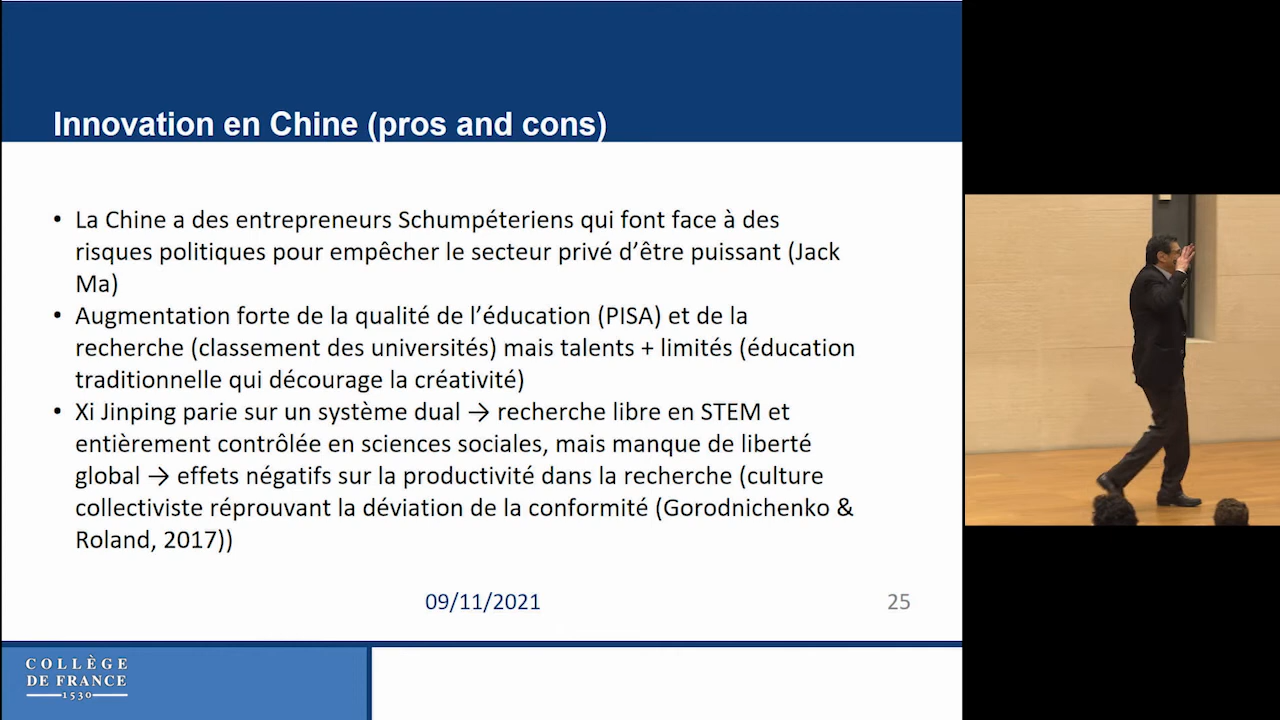 Innovation en Chine (pros and cons)
• La Chine a des entrepreneurs Schumpéteriens qui font face à des
risques politiques pour empêcher le secteur privé d’être puissant (Jack
Ma)
• Augmentation forte de la qualité de l’éducation (PISA) et de la
recherche (classement des universités) mais talents + limités (éducation
traditionnelle qui décourage la créativité)
• Xi Jinping parie sur un système dual → recherche libre en STEM et
entièrement contrôlée en sciences sociales, mais manque de liberté
global → effets négatifs sur la productivité dans la recherche (culture
collectiviste réprouvant la déviation de la conformité (Gorodnichenko &
Roland, 2017))
09/11/2021
25
COLLÈGE
DE FRANCE
1530